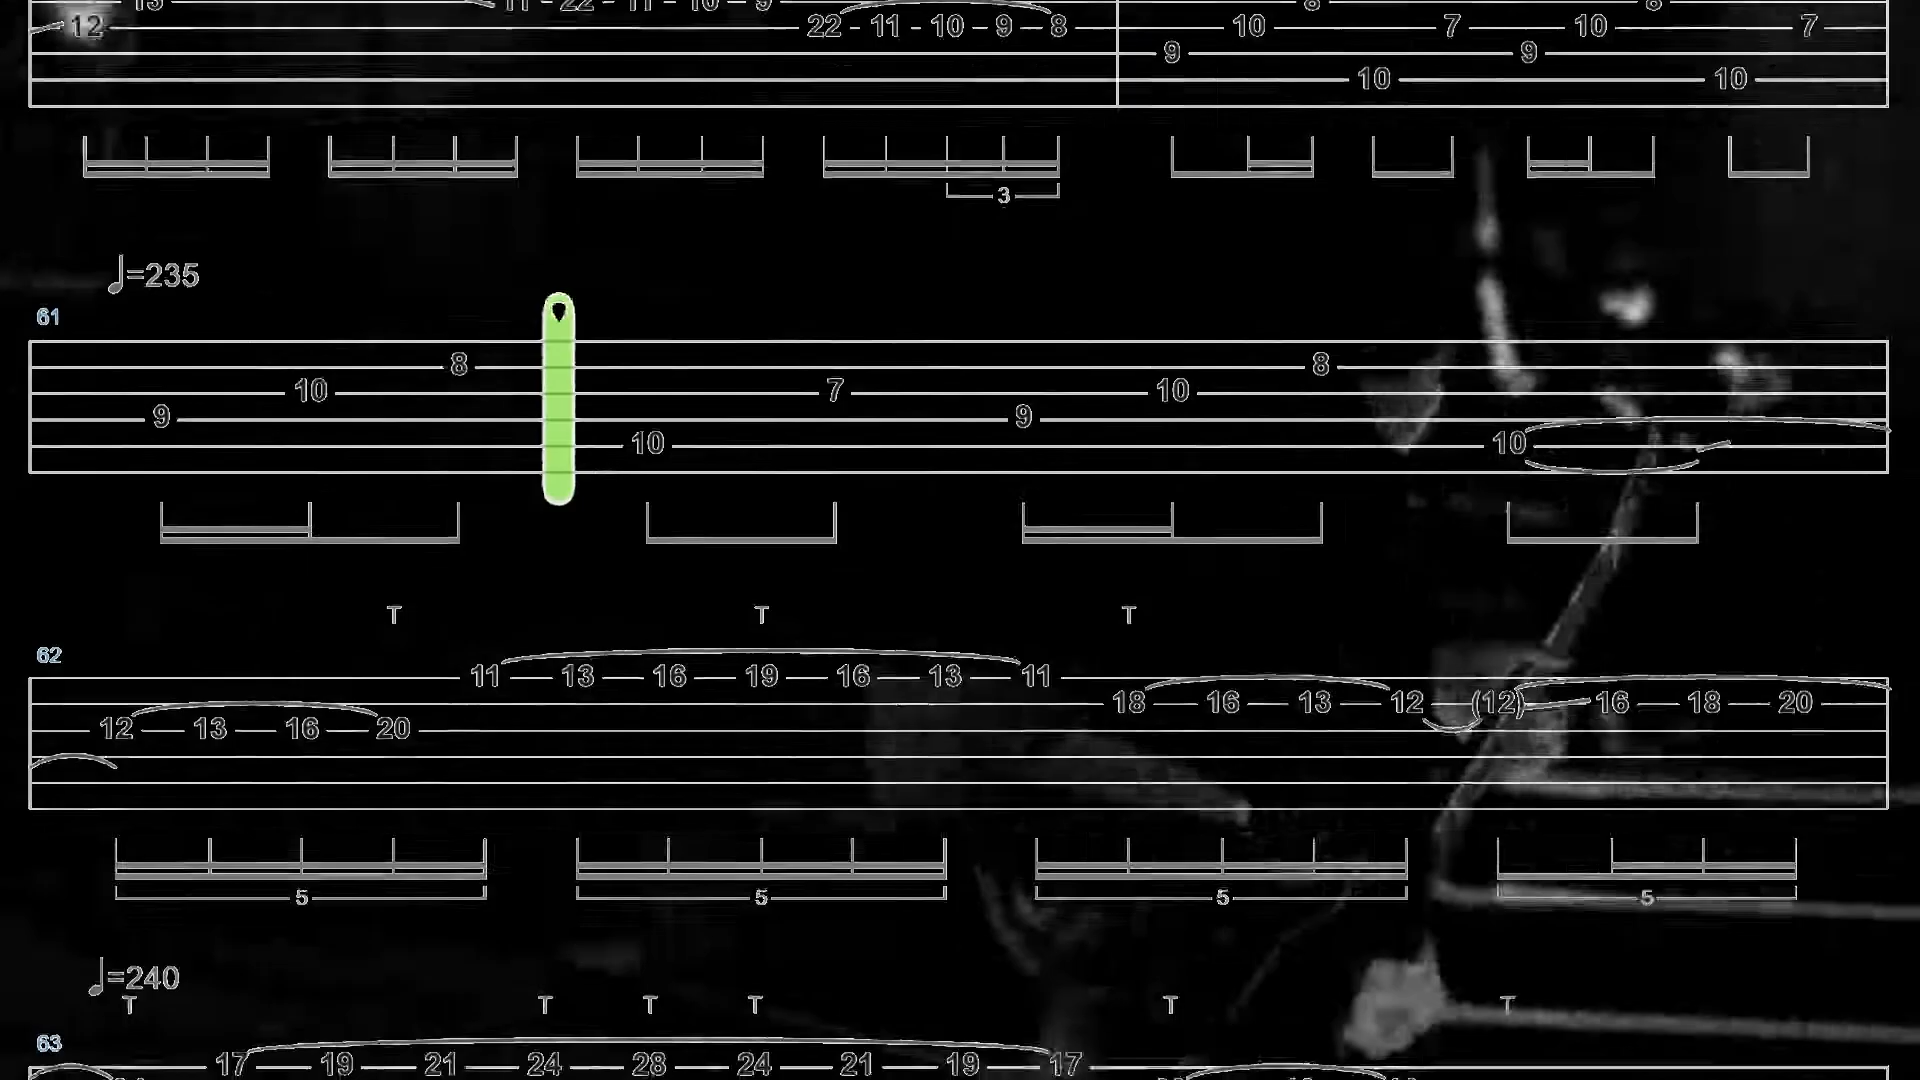 13 11 - 22 - 11 - 10 - 9 8 8
12 22 - 11 - 10 - 9 - 8 10 7 10 7
9 9
10 10
3
♩=235
61
8 8
10 7 10
9 9
10 10
T T T
62
11 13 16 19 16 13 11
18 16 13 12 (12) 16 18 20
12 13 16 20
5 5 5 5
♩=240
T T T T T T
63
17 19 21 24 28 24 21 19 17